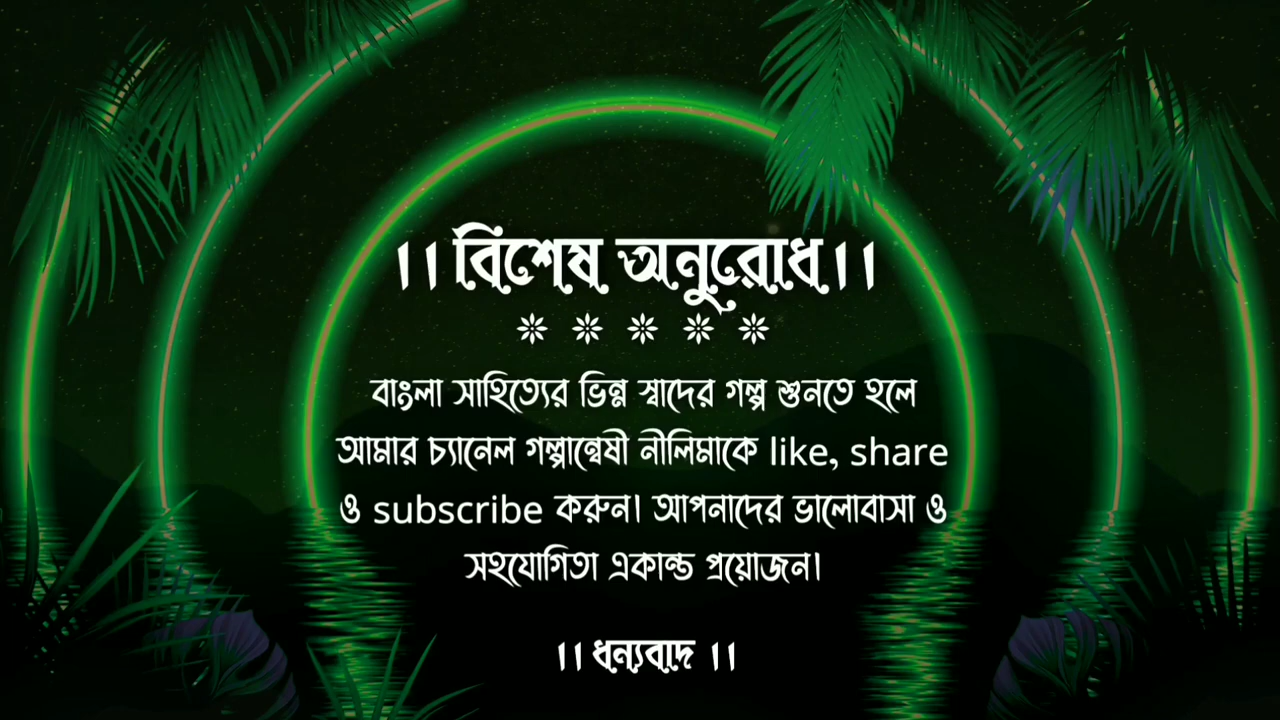 ।। বিশেষ অনুরোধ ।।
বাংলা সাহিত্যের ভিন্ন স্বাদের গল্প শুনতে হলে
আমার চ্যানেল গল্পান্বেষী নীলিমাকে like, share
ও subscribe করুন। আপনাদের ভালোবাসা ও
সহযোগিতা একান্ত প্রয়োজন।
।। ধন্যবাদ ।।